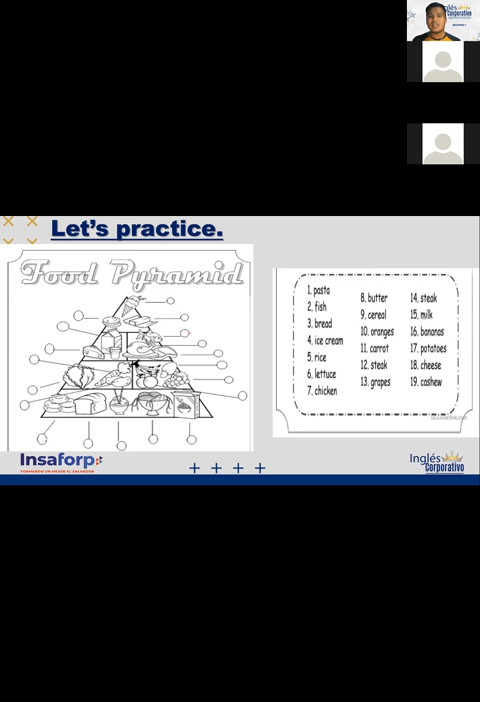 Inglés
Corporativo
Let's practice.
Food Pyramid
1. pasta
2. fish
3. bread
4. ice cream
5. rice
6. lettuce
7. chicken
8. butter
9. cereal
10. oranges
11. carrot
12. steak
13. grapes
14. steak
15. milk
16. bananas
17. potatoes
18. cheese
19. cashew
Insaforp
FORMANDO UN MEJOR EL SALVADOR
Inglés
Corporativo